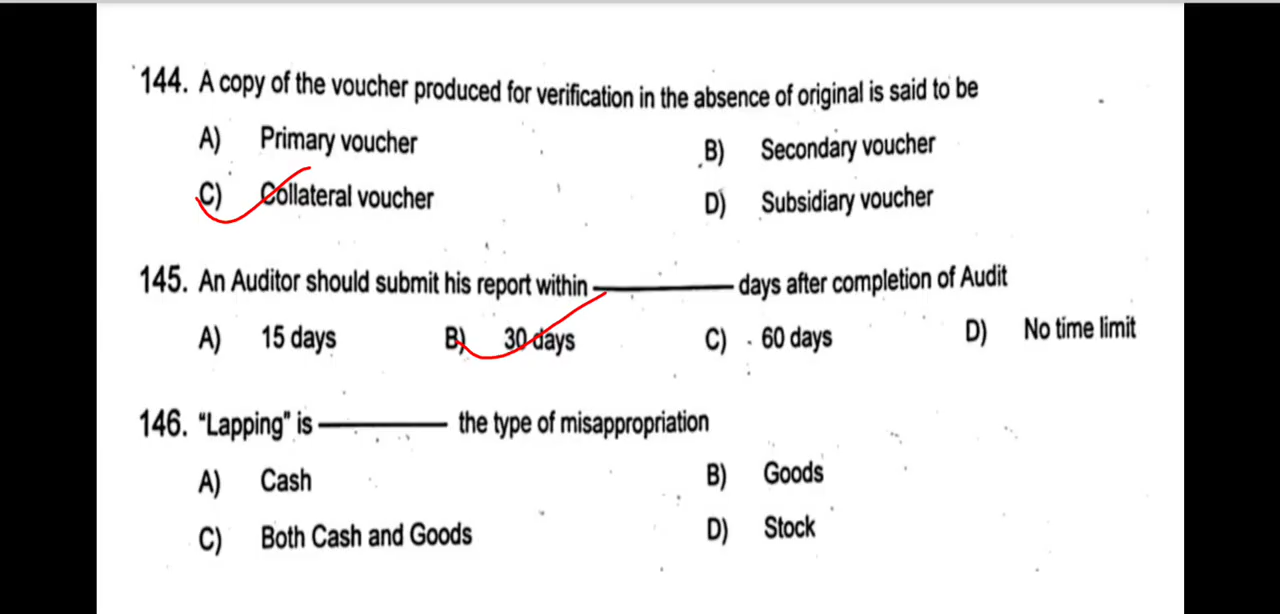 144. A copy of the voucher produced for verification in the absence of original is said to be
A) Primary voucher B) Secondary voucher
C) Collateral voucher D) Subsidiary voucher
145. An Auditor should submit his report within ———— days after completion of Audit
A) 15 days B) 30 days C) 60 days D) No time limit
146. "Lapping" is ———— the type of misappropriation
A) Cash B) Goods
C) Both Cash and Goods D) Stock